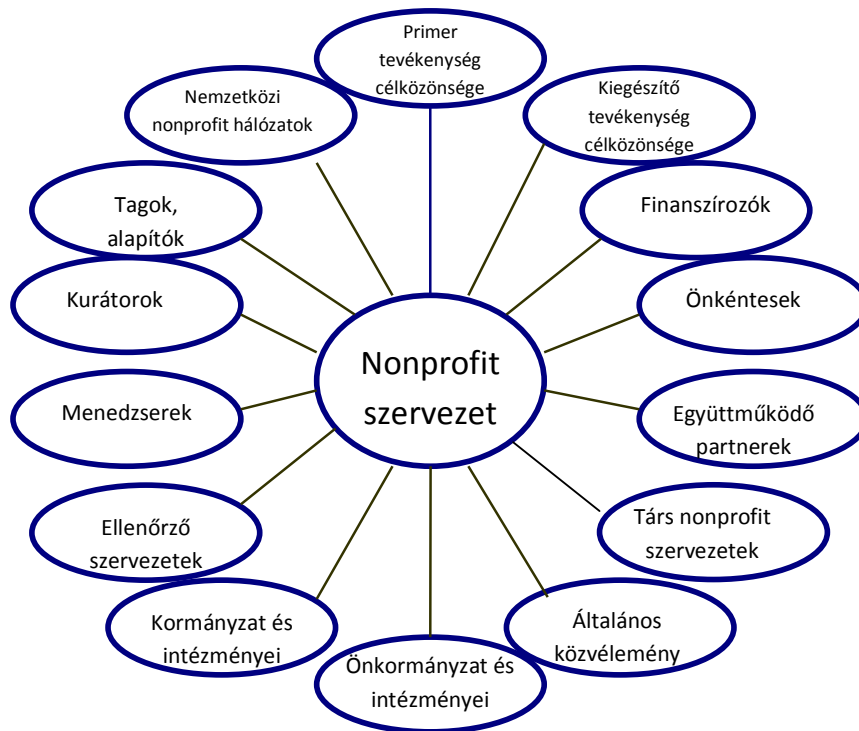 Primer
tevékenység
célközönsége
Nemzetközi
nonprofit hálózatok
Kiegészítő
tevékenység
célközönsége
Tagok,
alapítók
Finanszírozók
Kurátorok
Önkéntesek
Nonprofit
szervezet
Menedzserek
Együttműködő
partnerek
Ellenőrző
szervezetek
Társ nonprofit
szervezetek
Kormányzat és
intézményei
Általános
közvélemény
Önkormányzat és
intézményei